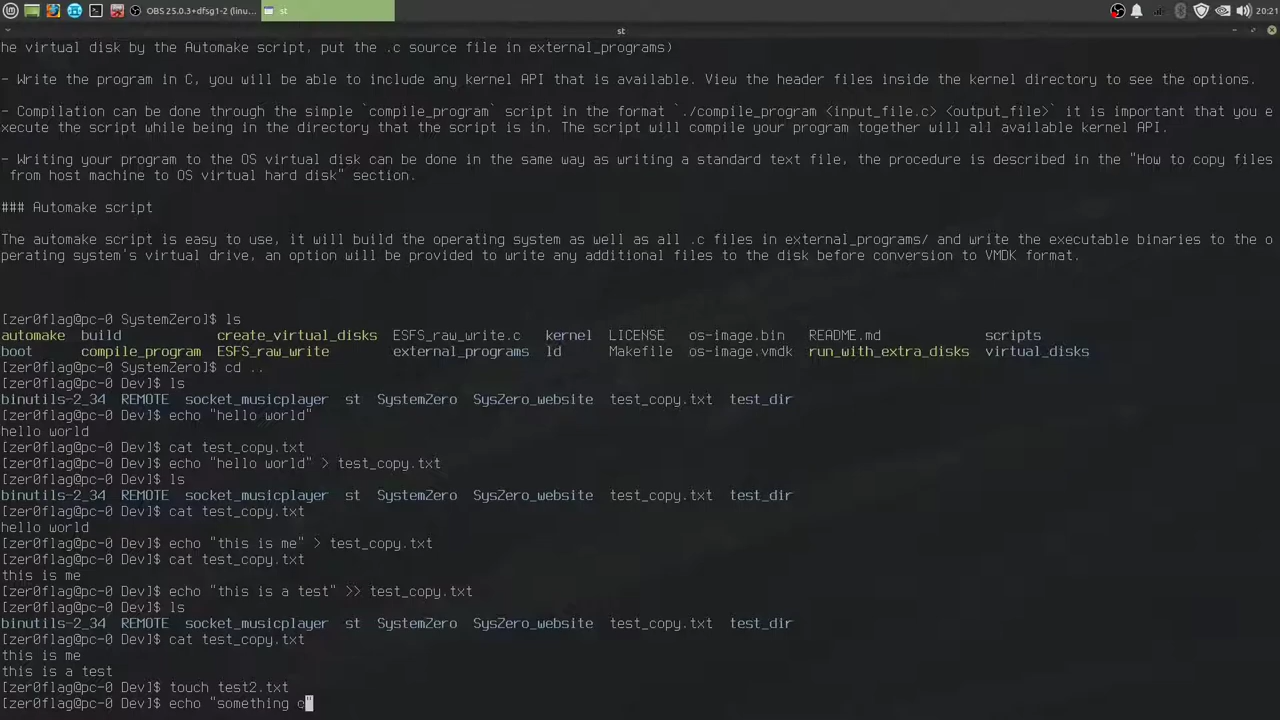 OBS 25.0.3+dfsg1-2 (linu... st 20:21
st
he virtual disk by the Automake script, put the .c source file in external_programs)
- Write the program in C, you will be able to include any kernel API that is available. View the header files inside the kernel directory to see the options.
- Compilation can be done through the simple `compile_program` script in the format `./compile_program <input_file.c> <output_file>` it is important that you e
xecute the script while being in the directory that the script is in. The script will compile your program together will all available kernel API.
- Writing your program to the OS virtual disk can be done in the same way as writing a standard text file, the procedure is described in the "How to copy files
from host machine to OS virtual hard disk" section.
### Automake script
The automake script is easy to use, it will build the operating system as well as all .c files in external_programs/ and write the executable binaries to the o
perating system's virtual drive, an option will be provided to write any additional files to the disk before conversion to VMDK format.
[zer0flag@pc-0 SystemZero]$ ls
automake build create_virtual_disks ESFS_raw_write.c kernel LICENSE os-image.bin README.md scripts
boot compile_program ESFS_raw_write external_programs ld Makefile os-image.vmdk run_with_extra_disks virtual_disks
[zer0flag@pc-0 SystemZero]$ cd ..
[zer0flag@pc-0 Dev]$ ls
binutils-2_34 REMOTE socket_musicplayer st SystemZero SysZero_website test_copy.txt test_dir
[zer0flag@pc-0 Dev]$ echo "hello world"
hello world
[zer0flag@pc-0 Dev]$ cat test_copy.txt
[zer0flag@pc-0 Dev]$ echo "hello world" > test_copy.txt
[zer0flag@pc-0 Dev]$ ls
binutils-2_34 REMOTE socket_musicplayer st SystemZero SysZero_website test_copy.txt test_dir
[zer0flag@pc-0 Dev]$ cat test_copy.txt
hello world
[zer0flag@pc-0 Dev]$ echo "this is me" > test_copy.txt
[zer0flag@pc-0 Dev]$ cat test_copy.txt
this is me
[zer0flag@pc-0 Dev]$ echo "this is a test" >> test_copy.txt
[zer0flag@pc-0 Dev]$ ls
binutils-2_34 REMOTE socket_musicplayer st SystemZero SysZero_website test_copy.txt test_dir
[zer0flag@pc-0 Dev]$ cat test_copy.txt
this is me
this is a test
[zer0flag@pc-0 Dev]$ touch test2.txt
[zer0flag@pc-0 Dev]$ echo "something c"